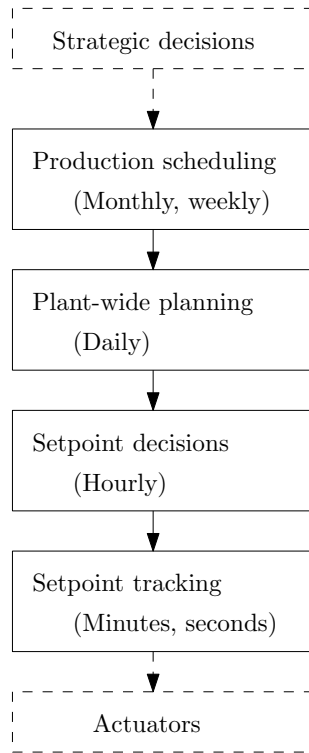 Strategic decisions
Production scheduling
(Monthly, weekly)
Plant-wide planning
(Daily)
Setpoint decisions
(Hourly)
Setpoint tracking
(Minutes, seconds)
Actuators